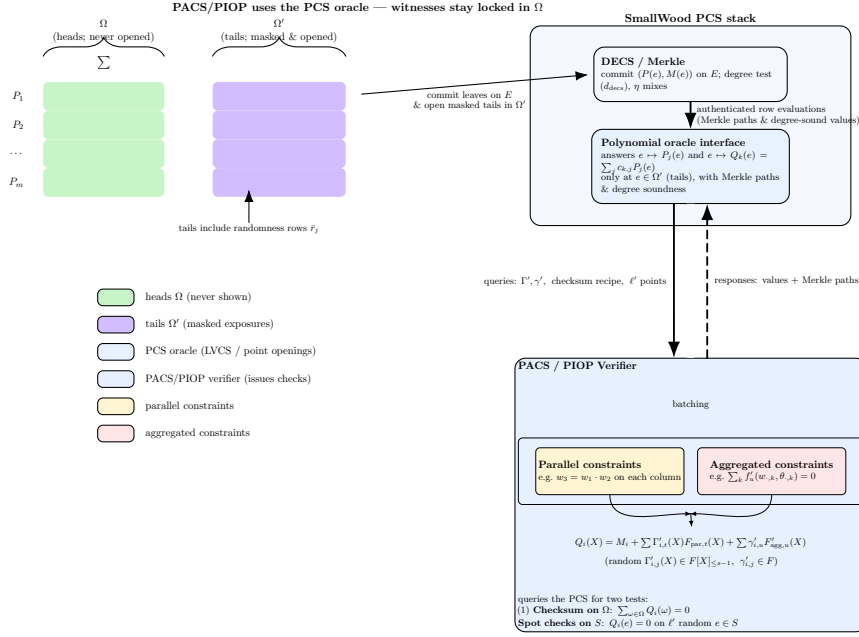 PACS/PIOP uses the PCS oracle — witnesses stay locked in Ω
Ω
(heads; never opened)
∑
Ω′
(tails; masked & opened)
P₁
P₂
...
Pₘ
tails include randomness rows r̄ⱼ
commit leaves on E
& open masked tails in Ω′
SmallWood PCS stack
DECS / Merkle
commit (P(e), M(e)) on E; degree test
(d_decs), η mixes
authenticated row evaluations
(Merkle paths & degree-sound values)
Polynomial oracle interface
answers e ↦ Pⱼ(e) and e ↦ Qₖ(e) =
∑ⱼ cₖ,ⱼPⱼ(e)
only at e ∈ Ω′ (tails), with Merkle paths
& degree soundness
queries: Γ′, γ′, checksum recipe, ℓ′ points
responses: values + Merkle paths
heads Ω (never shown)
tails Ω′ (masked exposures)
PCS oracle (LVCS / point openings)
PACS/PIOP verifier (issues checks)
parallel constraints
aggregated constraints
PACS / PIOP Verifier
batching
Parallel constraints
e.g. w₃ = w₁ · w₂ on each column
Aggregated constraints
e.g. ∑ₖ f′ᵤ(w·,ₖ, θ·,ₖ) = 0
Qᵢ(X) = Mᵢ + ∑ Γ′ᵢ,ₜ(X)F_par,t(X) + ∑ γ′ᵢ,ᵤF′_agg,u(X)
(random Γ′ᵢ,ⱼ(X) ∈ F[X]≤s−1, γ′ᵢ,ⱼ ∈ F)
queries the PCS for two tests:
(1) Checksum on Ω: ∑ω∈Ω Qᵢ(ω) = 0
Spot checks on S: Qᵢ(e) = 0 on ℓ′ random e ∈ S